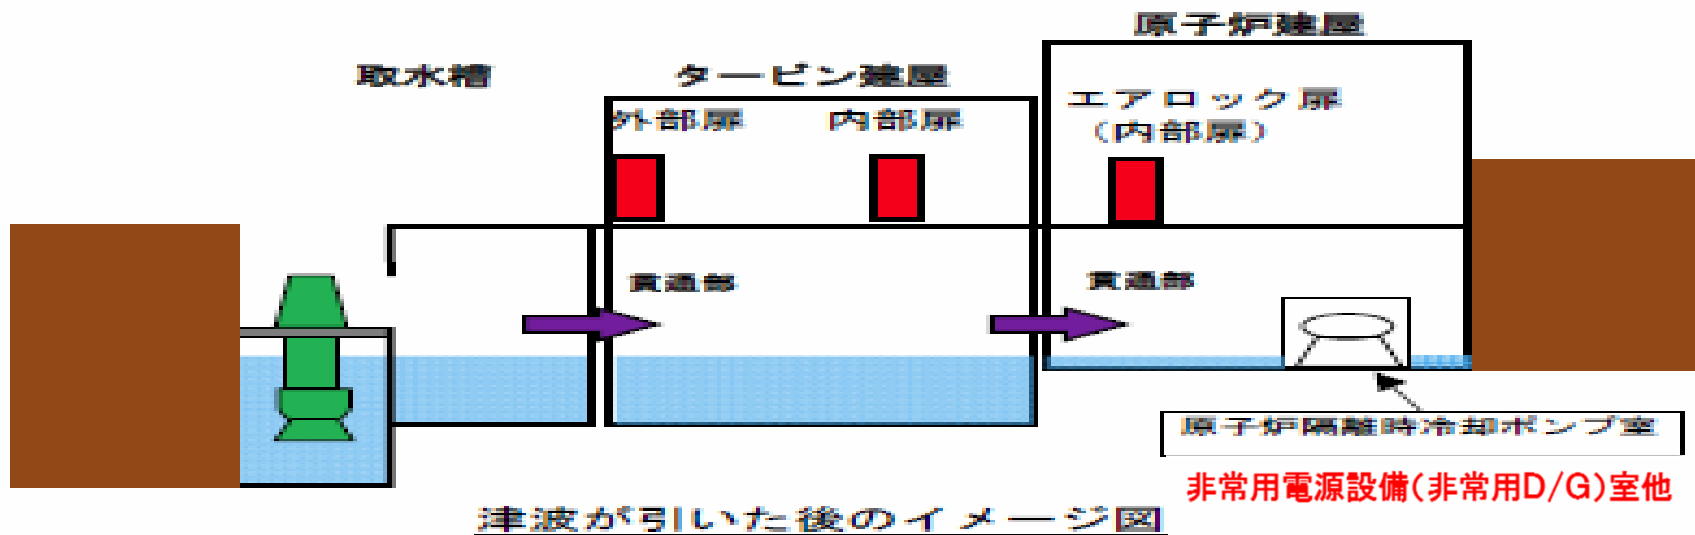 原子炉建屋
取水槽
タービン建屋
外部扉
内部扉
エアロック扉
（内部扉）
貫通部
貫通部
原子炉隔離時冷却ポンプ室
非常用電源設備(非常用D/G)室他
津波が引いた後のイメージ図